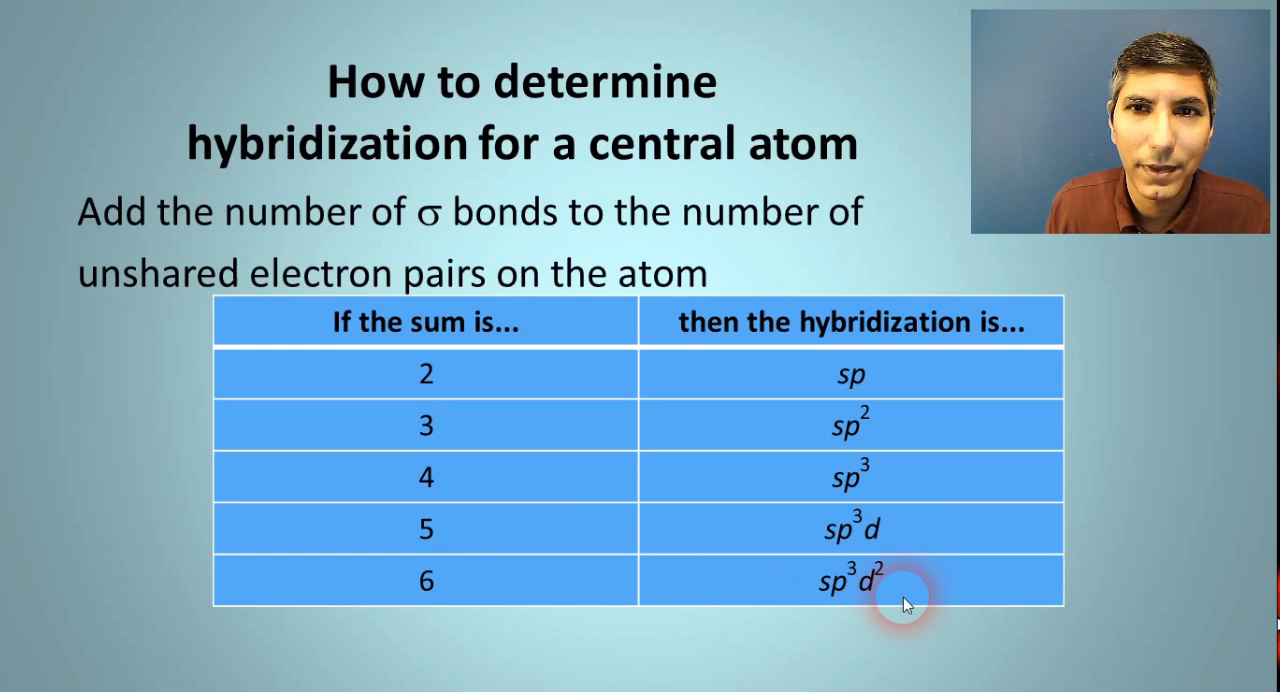 How to determine
hybridization for a central atom
Add the number of σ bonds to the number of
unshared electron pairs on the atom
If the sum is... then the hybridization is...
2 sp
3 sp²
4 sp³
5 sp³d
6 sp³d²